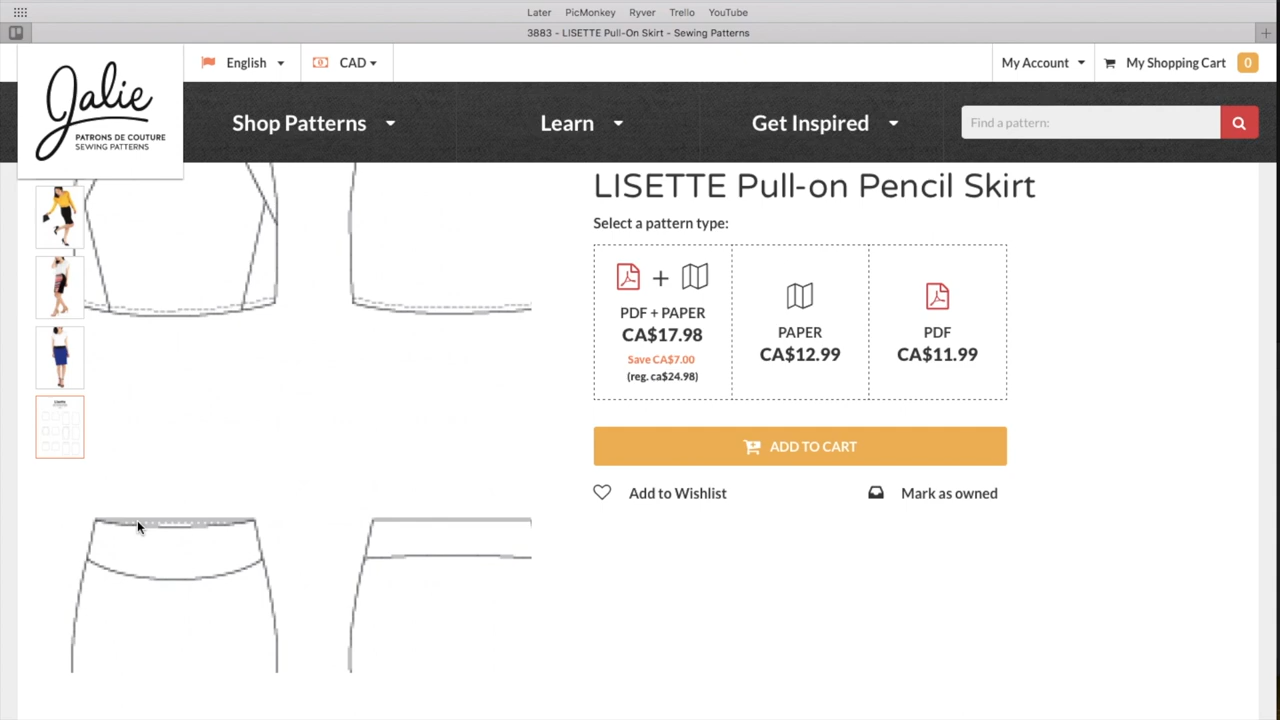 Later PicMonkey Ryver Trello YouTube
3883 - LISETTE Pull-On Skirt - Sewing Patterns
English CAD My Account My Shopping Cart 0
Jalie
PATRONS DE COUTURE
SEWING PATTERNS
Shop Patterns Learn Get Inspired Find a pattern:
LISETTE Pull-on Pencil Skirt
Select a pattern type:
PDF + PAPER
CA$17.98
Save CA$7.00
(reg. ca$24.98)
PAPER
CA$12.99
PDF
CA$11.99
ADD TO CART
Add to Wishlist Mark as owned